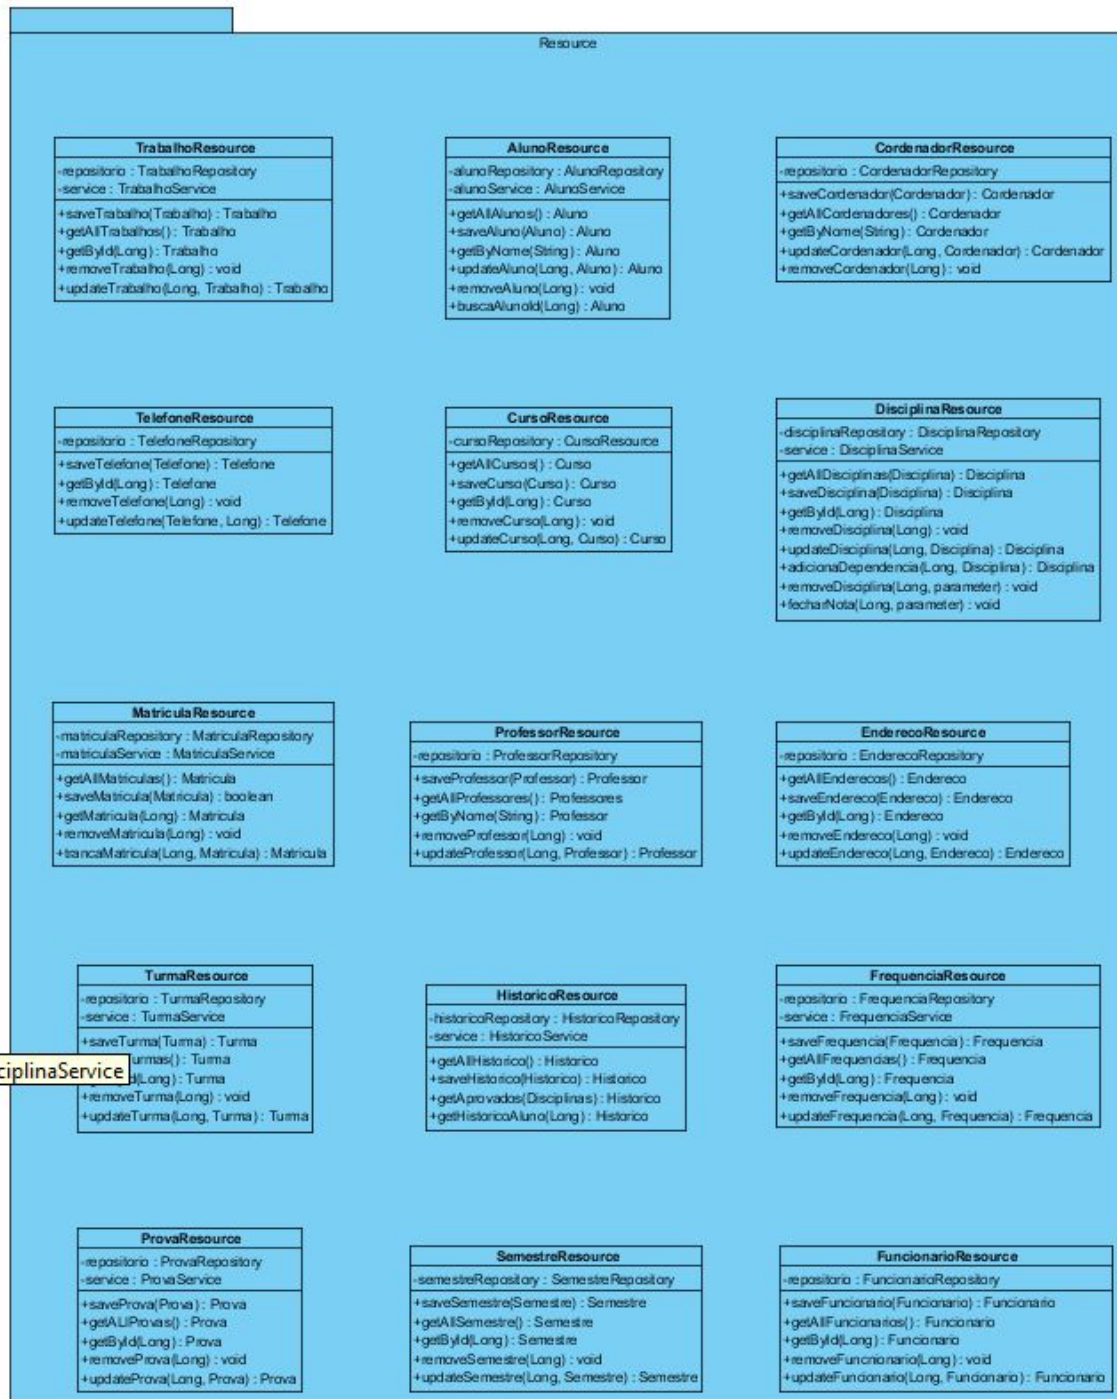 Resource
TrabalhoResource
-repositorio : TrabalhoRepository
-service : TrabalhoService
+saveTrabalho(Trabalho) : Trabalho
+getAllTrabalhos() : Trabalho
+getById(Long) : Trabalho
+removeTrabalho(Long) : void
+updateTrabalho(Long, Trabalho) : Trabalho
AlunoResource
-alunoRepository : AlunoRepository
-alunoService : AlunoService
+getAllAlunos() : Aluno
+saveAluno(Aluno) : Aluno
+getByNome(String) : Aluno
+updateAluno(Long, Aluno) : Aluno
+removeAluno(Long) : void
+buscaAlunoId(Long) : Aluno
CordenadorResource
-repositorio : CordenadorRepository
+saveCordenador(Cordenador) : Cordenador
+getAllCordenadores() : Cordenador
+getByNome(String) : Cordenador
+updateCordenador(Long, Cordenador) : Cordenador
+removeCordenador(Long) : void
TelefoneResource
-repositorio : TelefoneRepository
+saveTelefone(Telefone) : Telefone
+getById(Long) : Telefone
+removeTelefone(Long) : void
+updateTelefone(Telefone, Long) : Telefone
CursoResource
-cursoRepository : CursoResource
+getAllCursos() : Curso
+saveCurso(Curso) : Curso
+getById(Long) : Curso
+removeCurso(Long) : void
+updateCurso(Long, Curso) : Curso
DisciplinaResource
-disciplinaRepository : DisciplinaRepository
-service : DisciplinaService
+getAllDisciplinas(Disciplina) : Disciplina
+saveDisciplina(Disciplina) : Disciplina
+getById(Long) : Disciplina
+removeDisciplina(Long) : void
+updateDisciplina(Long, Disciplina) : Disciplina
+adicionaDependencia(Long, Disciplina) : Disciplina
+removeDisciplina(Long, parameter) : void
+fecharNota(Long, parameter) : void
MatriculaResource
-matriculaRepository : MatriculaRepository
-matriculaService : MatriculaService
+getAllMatriculas() : Matricula
+saveMatricula(Matricula) : boolean
+getMatricula(Long) : Matricula
+removeMatricula(Long) : void
+trancaMatricula(Long, Matricula) : Matricula
ProfessorResource
-repositorio : ProfessorRepository
+saveProfessor(Professor) : Professor
+getAllProfessores() : Professores
+getByNome(String) : Professor
+removeProfessor(Long) : void
+updateProfessor(Long, Professor) : Professor
EnderecoResource
-repositorio : EnderecoRepository
+getAllEnderecos() : Endereco
+saveEndereco(Endereco) : Endereco
+getById(Long) : Endereco
+removeEndereco(Long) : void
+updateEndereco(Long, Endereco) : Endereco
TurmaResource
-repositorio : TurmaRepository
-service : TurmaService
+saveTurma(Turma) : Turma
urmas() : Turma
ciplinaService
d(Long) : Turma
+removeTurma(Long) : void
+updateTurma(Long, Turma) : Turma
HistoricoResource
-historicoRepository : HistoricoRepository
-service : HistoricoService
+getAllHistorico() : Historico
+saveHistorico(Historico) : Historico
+getAprovados(Disciplinas) : Historico
+getHistoricoAluno(Long) : Historico
FrequenciaResource
-repositorio : FrequenciaRepository
-service : FrequenciaService
+saveFrequencia(Frequencia) : Frequencia
+getAllFrequencias() : Frequencia
+getById(Long) : Frequencia
+removeFrequencia(Long) : void
+updateFrequencia(Long, Frequencia) : Frequencia
ProvaResource
-repositorio : ProvaRepository
-service : ProvaService
+saveProva(Prova) : Prova
+getALLProvas() : Prova
+getById(Long) : Prova
+removeProva(Long) : void
+updateProva(Long, Prova) : Prova
SemestreResource
-semestreRepository : SemestreRepository
+saveSemestre(Semestre) : Semestre
+getAllSemestre() : Semestre
+getById(Long) : Semestre
+removeSemestre(Long) : void
+updateSemestre(Long, Semestre) : Semestre
FuncionarioResource
-repositorio : FuncionarioRepository
+saveFuncionario(Funcionario) : Funcionario
+getAllFuncionarios() : Funcionario
+getById(Long) : Funcionario
+removeFuncnionario(Long) : void
+updateFuncionario(Long, Funcionario) : Funcionario